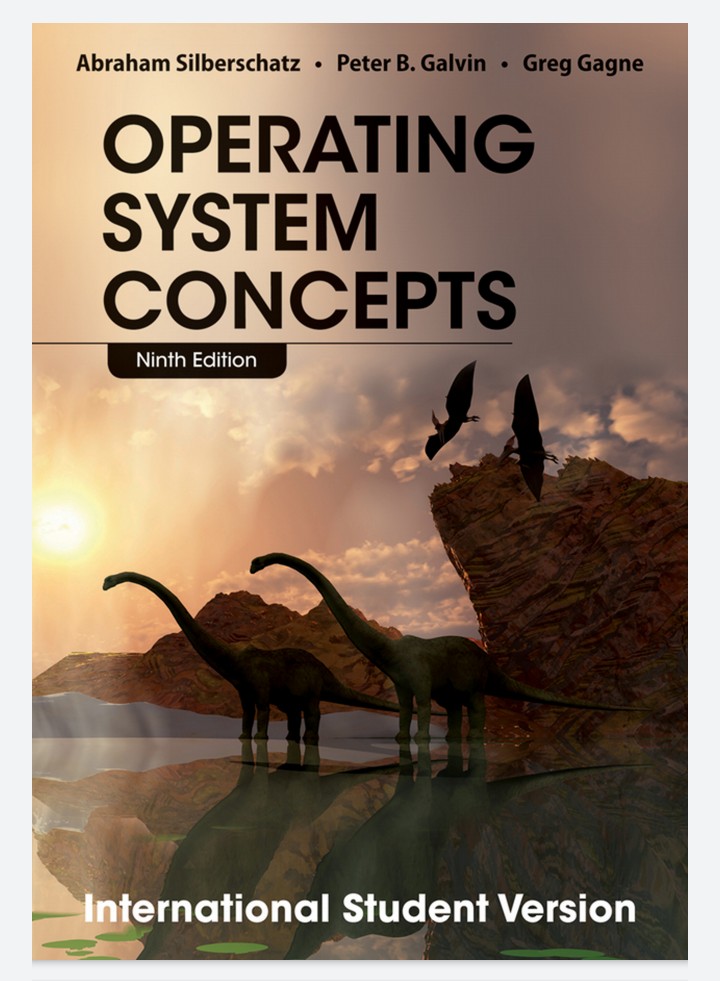 Abraham Silberschatz • Peter B. Galvin • Greg Gagne
OPERATING
SYSTEM
CONCEPTS
Ninth Edition
International Student Version